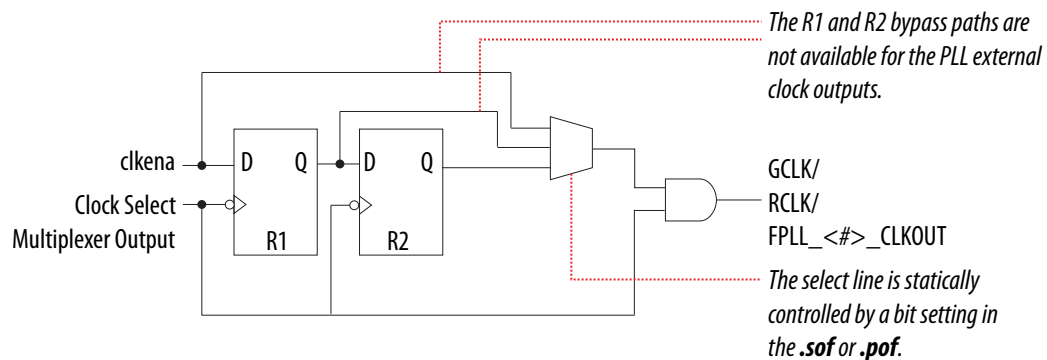 The R1 and R2 bypass paths are
not available for the PLL external
clock outputs.
clkena
D
Q
D
Q
Clock Select
Multiplexer Output
R1
R2
GCLK/
RCLK/
FPLL_<#>_CLKOUT
The select line is statically
controlled by a bit setting in
the .sof or .pof.